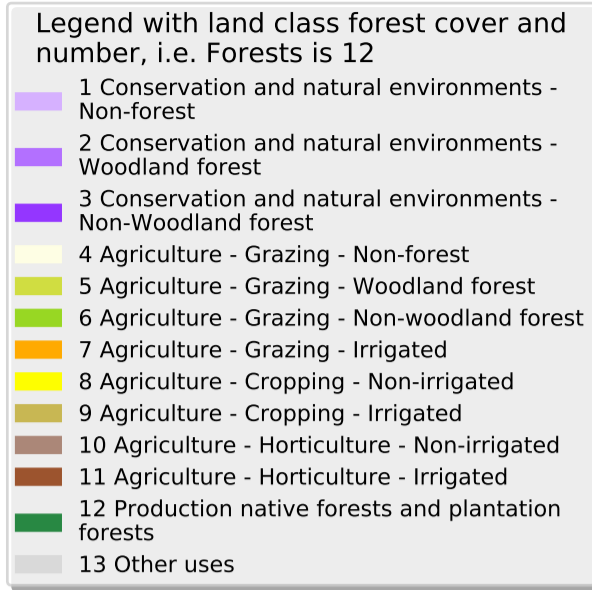 Legend with land class forest cover and
number, i.e. Forests is 12
1 Conservation and natural environments -
Non-forest
2 Conservation and natural environments -
Woodland forest
3 Conservation and natural environments -
Non-Woodland forest
4 Agriculture - Grazing - Non-forest
5 Agriculture - Grazing - Woodland forest
6 Agriculture - Grazing - Non-woodland forest
7 Agriculture - Grazing - Irrigated
8 Agriculture - Cropping - Non-irrigated
9 Agriculture - Cropping - Irrigated
10 Agriculture - Horticulture - Non-irrigated
11 Agriculture - Horticulture - Irrigated
12 Production native forests and plantation
forests
13 Other uses